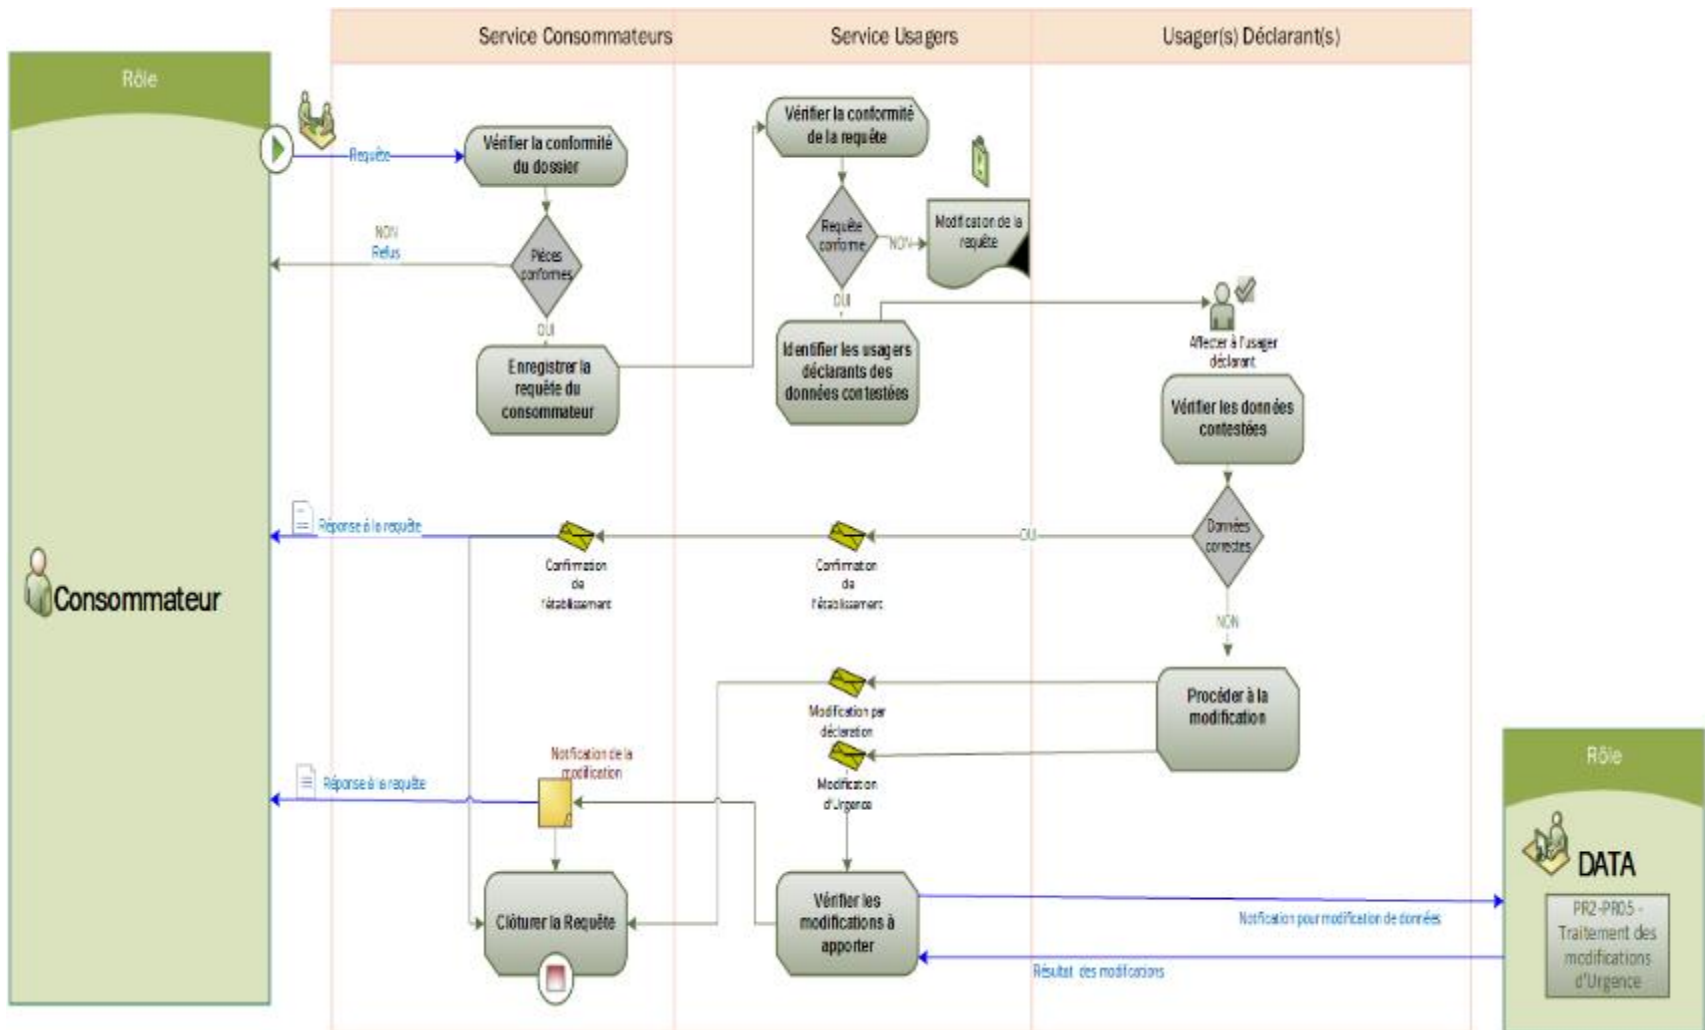 Service Consommateurs
Service Usagers
Usager(s) Déclarant(s)
Rôle
Requête
Vérifier la conformité
du dossier
Vérifier la conformité
de la requête
NON
Refus
Pièces
conformes
OUI
Enregistrer la
requête du
consommateur
Requête
conforme
NON
Modification de la
requête
OUI
Identifier les usagers
déclarants des
données contestées
Affecter à l'usager
déclarant
Vérifier les données
contestées
Données
correctes
OUI
NON
Réponse à la requête
Confirmation
de
l'établissement
Confirmation
de
l'établissement
Consommateur
Procéder à la
modification
Modification par
déclaration
Modification
d'Urgence
Notification de la
modification
Réponse à la requête
Clôturer la Requête
Vérifier les
modifications à
apporter
Notification pour modification de données
Résultat des modifications
Rôle
DATA
PR2-PR05 -
Traitement des
modifications
d'Urgence